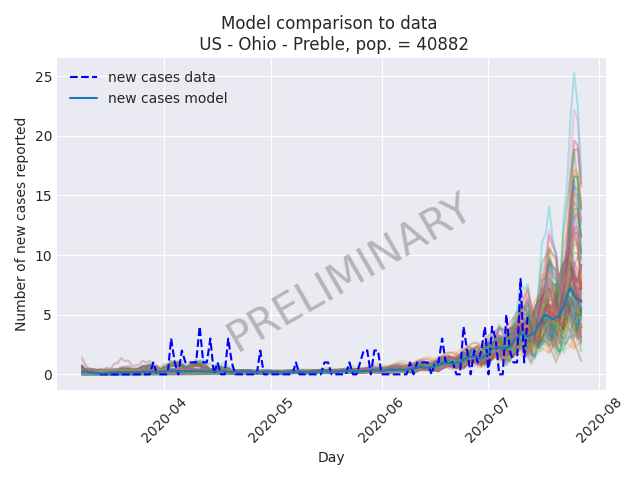 Model comparison to data
US - Ohio - Preble, pop. = 40882
new cases data
new cases model
Number of new cases reported
25
20
15
10
5
0
PRELIMINARY
2020-04
2020-05
2020-06
2020-07
2020-08
Day